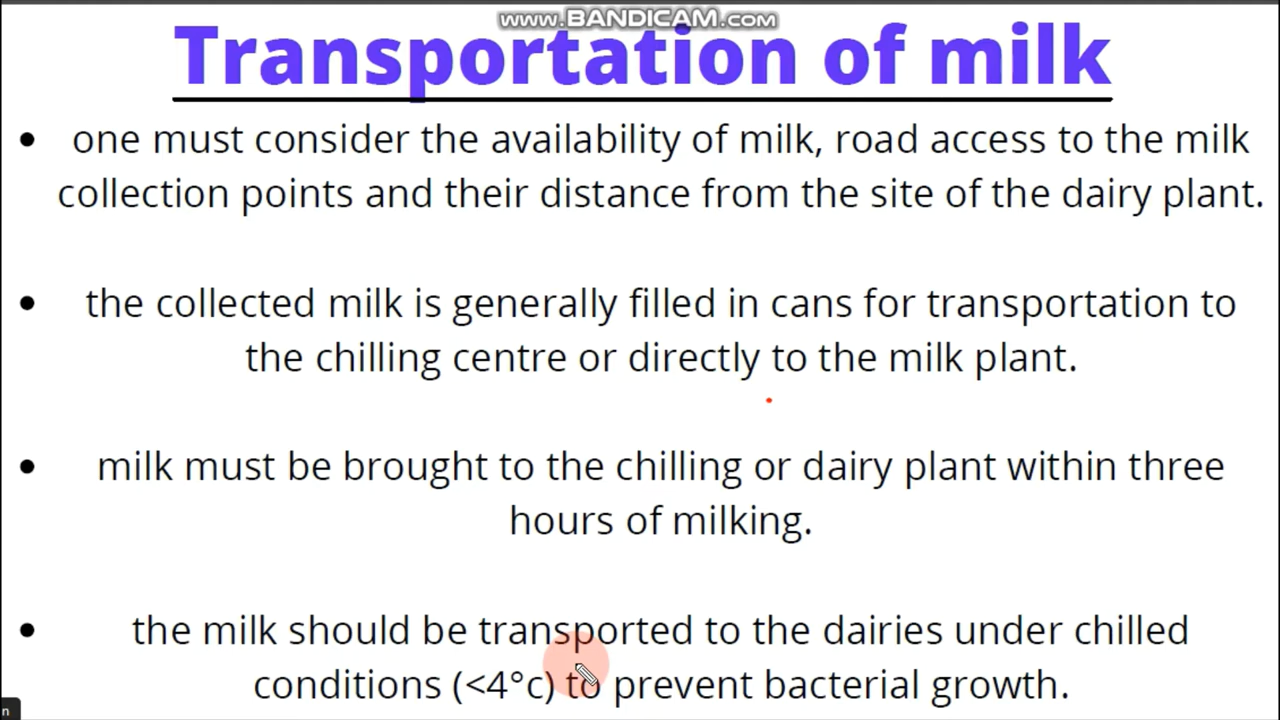 www.BANDICAM.com
Transportation of milk
• one must consider the availability of milk, road access to the milk
collection points and their distance from the site of the dairy plant.
• the collected milk is generally filled in cans for transportation to
the chilling centre or directly to the milk plant.
• milk must be brought to the chilling or dairy plant within three
hours of milking.
• the milk should be transported to the dairies under chilled
conditions (<4°c) to prevent bacterial growth.
n